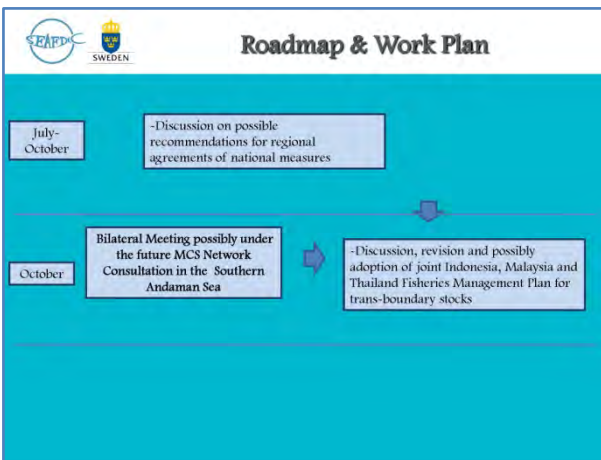 SEAFDEC
SWEDEN
Roadmap & Work Plan
July-
October
-Discussion on possible
recommendations for regional
agreements of national measures
October
Bilateral Meeting possibly under
the future MCS Network
Consultation in the Southern
Andaman Sea
-Discussion, revision and possibly
adoption of joint Indonesia, Malaysia and
Thailand Fisheries Management Plan for
trans-boundary stocks